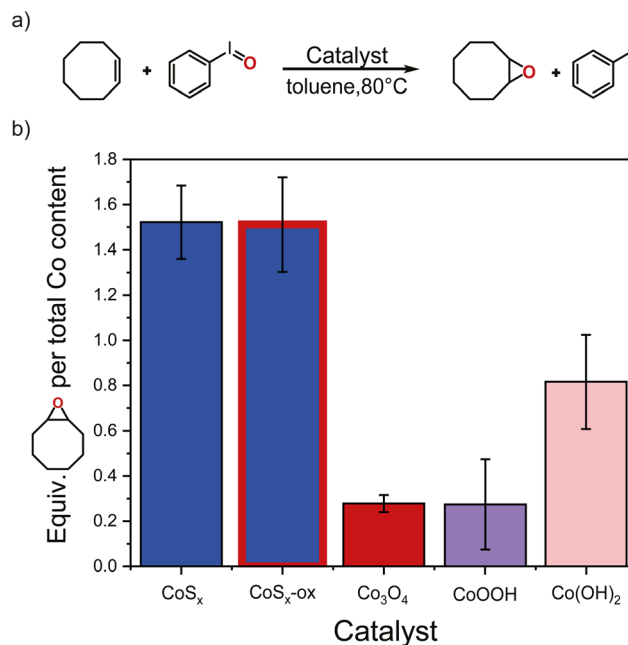 a)
I
O
+
Catalyst
toluene,80°C
O
+
b)
1.8
1.6
1.4
1.2
1.0
0.8
0.6
0.4
0.2
0.0
Equiv. O per total Co content
CoSₓ
CoSₓ-ox
Co₃O₄
CoOOH
Co(OH)₂
Catalyst